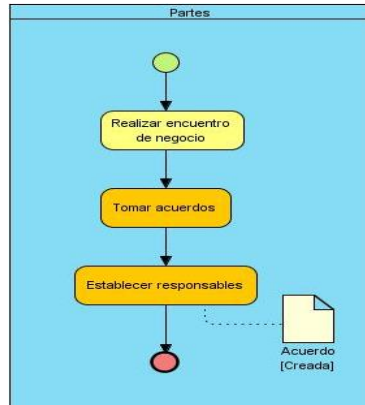 Partes
Realizar encuentro
de negocio
Tomar acuerdos
Establecer responsables
Acuerdo
[Creada]